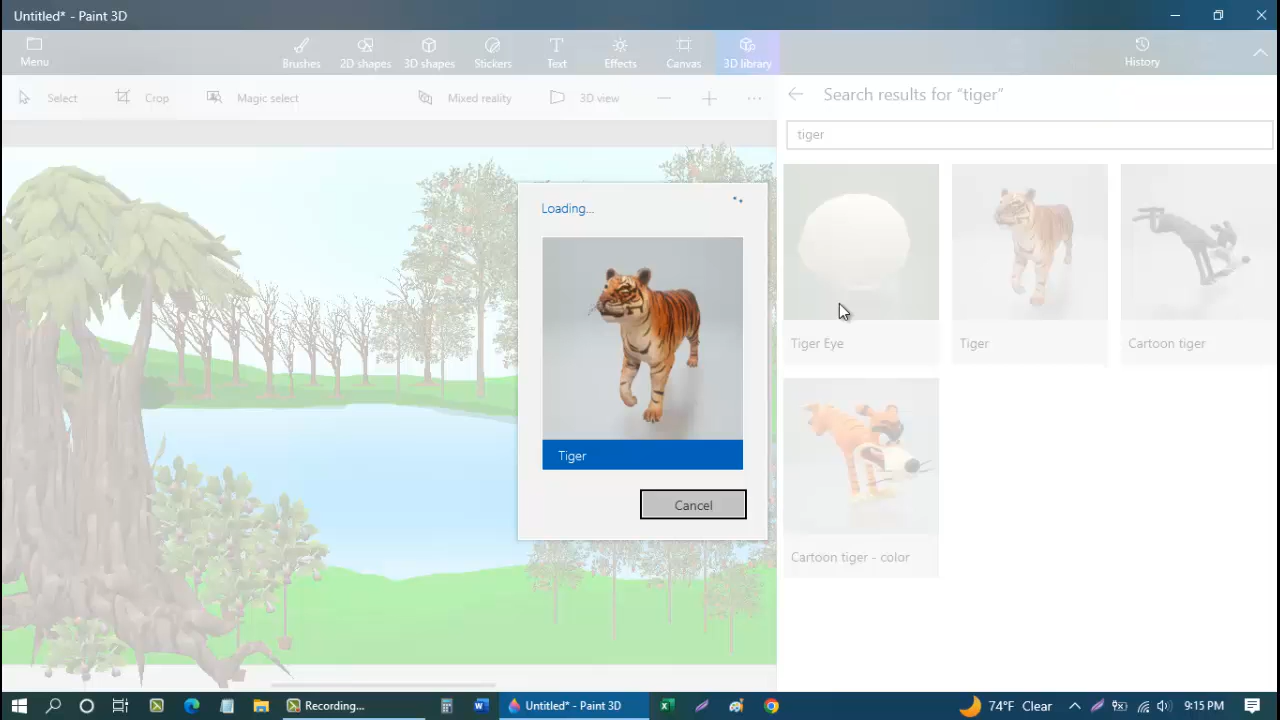 Untitled* - Paint 3D
Menu
Brushes
2D shapes
3D shapes
Stickers
Text
Effects
Canvas
3D library
History
Select
Crop
Magic select
Mixed reality
3D view
Search results for “tiger”
tiger
Tiger Eye
Tiger
Cartoon tiger
Cartoon tiger - color
Loading...
Tiger
Cancel
Recording...
Untitled* - Paint 3D
74°F Clear
9:15 PM